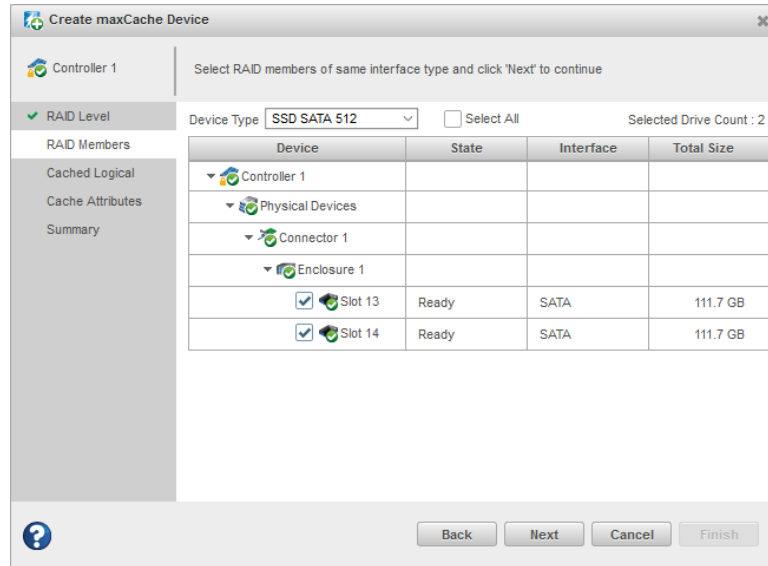 Create maxCache Device
Controller 1
Select RAID members of same interface type and click 'Next' to continue
RAID Level
RAID Members
Cached Logical
Cache Attributes
Summary
Device Type SSD SATA 512 Select All Selected Drive Count : 2
Device State Interface Total Size
Controller 1
Physical Devices
Connector 1
Enclosure 1
Slot 13 Ready SATA 111.7 GB
Slot 14 Ready SATA 111.7 GB
? Back Next Cancel Finish